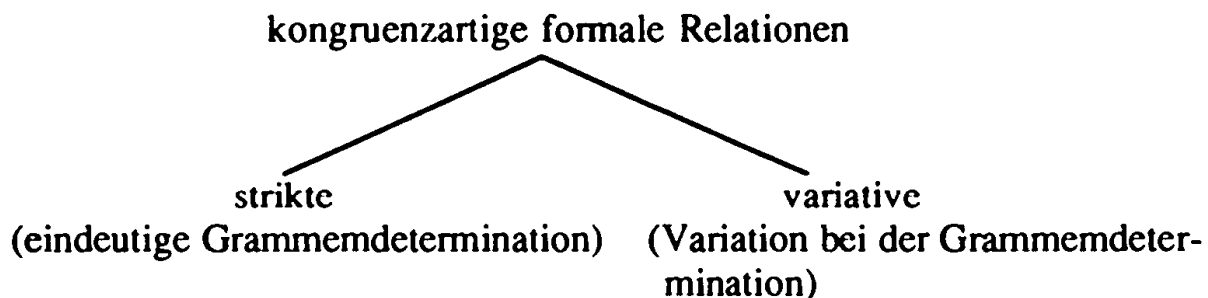 kongruenzartige formale Relationen
strikte variative
(eindeutige Grammemdetermination) (Variation bei der Grammemdeter-
mination)